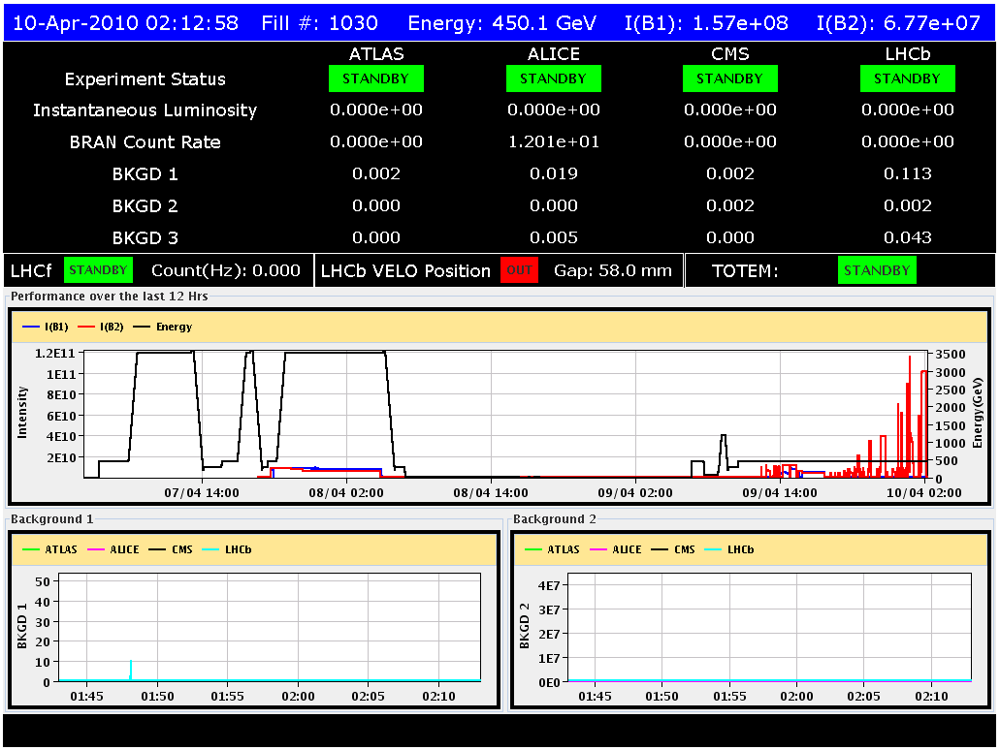 10-Apr-2010 02:12:58 Fill #: 1030 Energy: 450.1 GeV I(B1): 1.57e+08 I(B2): 6.77e+07
ATLAS ALICE CMS LHCb
Experiment Status STANDBY STANDBY STANDBY STANDBY
Instantaneous Luminosity 0.000e+00 0.000e+00 0.000e+00 0.000e+00
BRAN Count Rate 0.000e+00 1.201e+01 0.000e+00 0.000e+00
BKGD 1 0.002 0.019 0.002 0.113
BKGD 2 0.000 0.000 0.002 0.002
BKGD 3 0.000 0.005 0.000 0.043
LHCf STANDBY Count(Hz): 0.000 LHCb VELO Position OUT Gap: 58.0 mm TOTEM: STANDBY
Performance over the last 12 Hrs
I(B1) I(B2) Energy
Intensity
1.2E11
1E11
8E10
6E10
4E10
2E10
3500
3000
2500
2000
1500
1000
500
0
Energy(GeV)
07/04 14:00 08/04 02:00 08/04 14:00 09/04 02:00 09/04 14:00 10/04 02:00
Background 1
ATLAS ALICE CMS LHCb
BKGD 1
50
40
30
20
10
0
01:45 01:50 01:55 02:00 02:05 02:10
Background 2
ATLAS ALICE CMS LHCb
BKGD 2
4E7
3E7
2E7
1E7
0E0
01:45 01:50 01:55 02:00 02:05 02:10